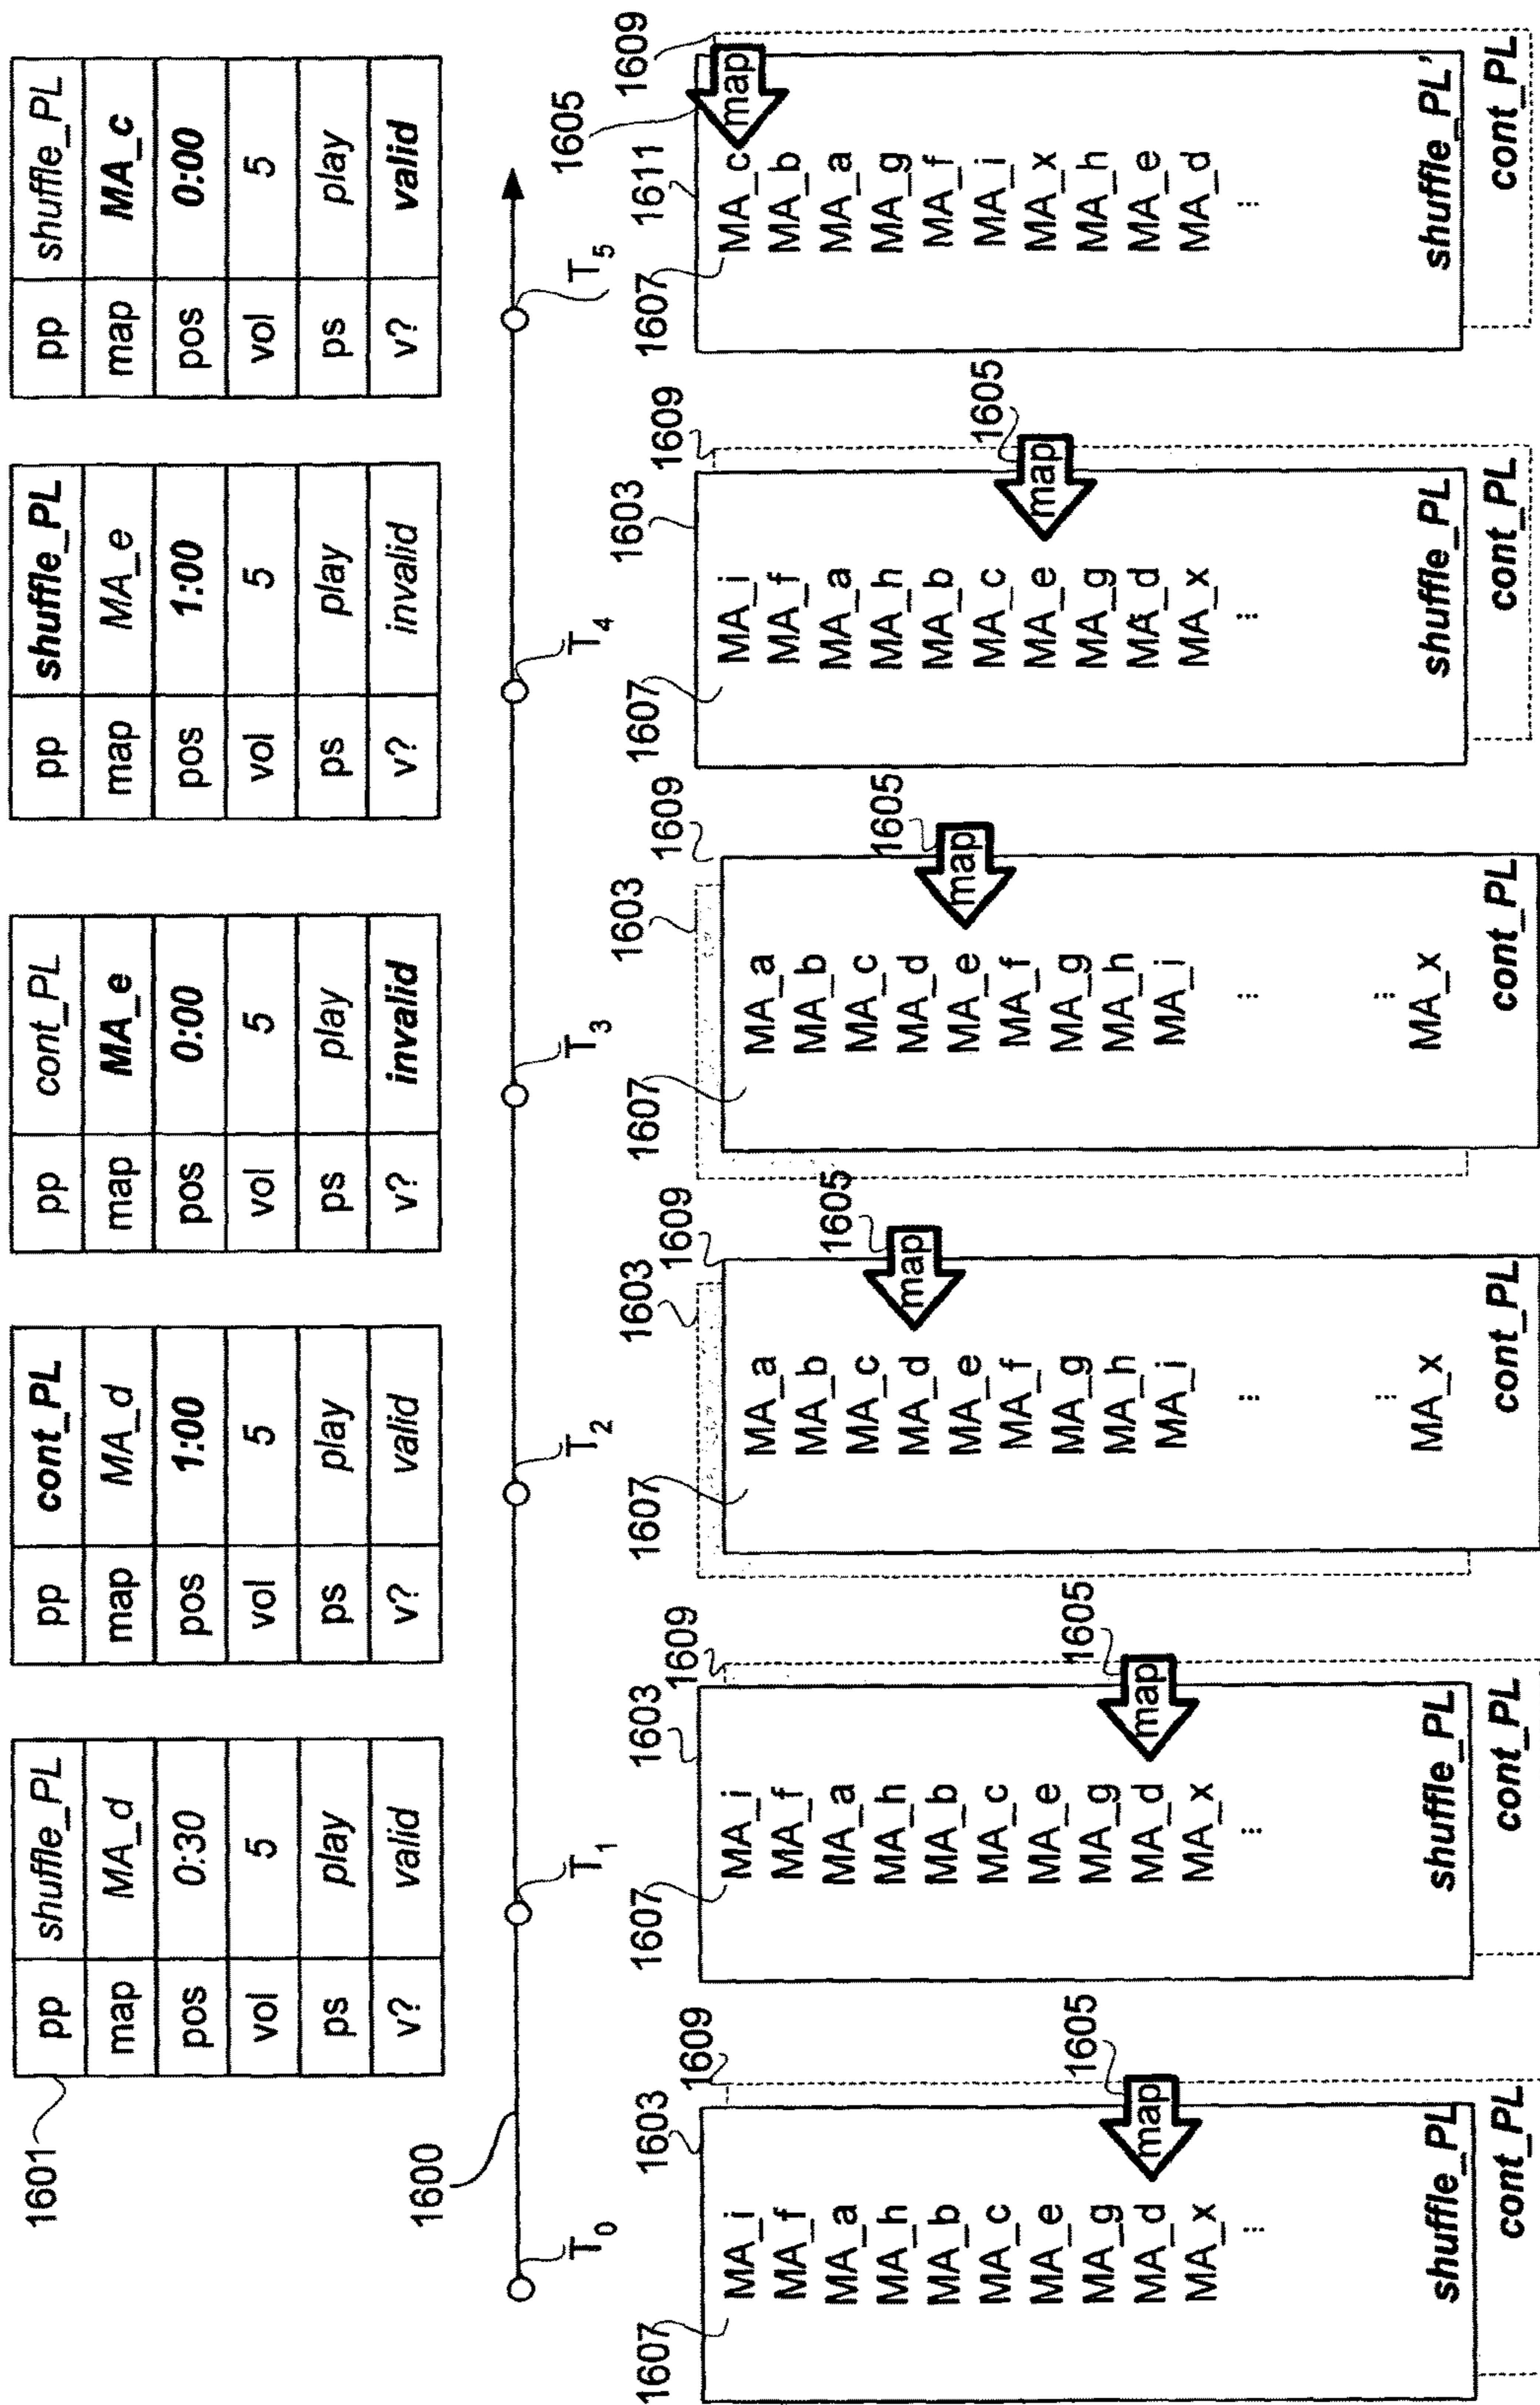 1601
pp shuffle_PL
map MA_d
pos 0:30
vol 5
ps play
v? valid
pp cont_PL
map MA_d
pos 1:00
vol 5
ps play
v? valid
pp cont_PL
map MA_e
pos 0:00
vol 5
ps play
v? invalid
pp shuffle_PL
map MA_e
pos 1:00
vol 5
ps play
v? invalid
pp shuffle_PL
map MA_c
pos 0:00
vol 5
ps play
v? valid
1600
T0
T1
T2
T3
T4
T5
1607
1603
1609
MA_i
MA_f
MA_a
MA_h
MA_b
MA_c
MA_e
MA_g
MA_d
MA_x
...
map
1605
shuffle_PL
cont_PL
1607
1603
1609
MA_i
MA_f
MA_a
MA_h
MA_b
MA_c
MA_e
MA_g
MA_d
MA_x
...
map
1605
shuffle_PL
cont_PL
1607
1603
1609
MA_a
MA_b
MA_c
MA_d
MA_e
MA_f
MA_g
MA_h
MA_i
...
...
MA_x
map
1605
cont_PL
1607
1603
1609
MA_a
MA_b
MA_c
MA_d
MA_e
MA_f
MA_g
MA_h
MA_i
...
...
MA_x
map
1605
cont_PL
1607
1603
1609
MA_i
MA_f
MA_a
MA_h
MA_b
MA_c
MA_e
MA_g
MA_d
MA_x
...
map
1605
shuffle_PL
cont_PL
1607
1611
1605
1609
MA_c
MA_b
MA_a
MA_g
MA_f
MA_i
MA_x
MA_h
MA_e
MA_d
...
map
shuffle_PL'
cont_PL